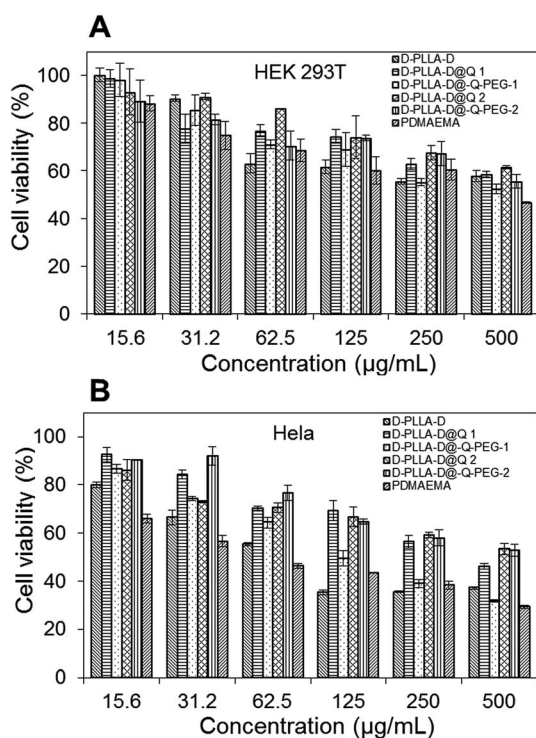 A
HEK 293T
D-PLLA-D
D-PLLA-D@Q 1
D-PLLA-D@-Q-PEG-1
D-PLLA-D@Q 2
D-PLLA-D@-Q-PEG-2
PDMAEMA
Cell viability (%)
100
80
60
40
20
0
15.6 31.2 62.5 125 250 500
Concentration (µg/mL)
B
Hela
D-PLLA-D
D-PLLA-D@Q 1
D-PLLA-D@-Q-PEG-1
D-PLLA-D@Q 2
D-PLLA-D@-Q-PEG-2
PDMAEMA
Cell viability (%)
100
80
60
40
20
0
15.6 31.2 62.5 125 250 500
Concentration (µg/mL)